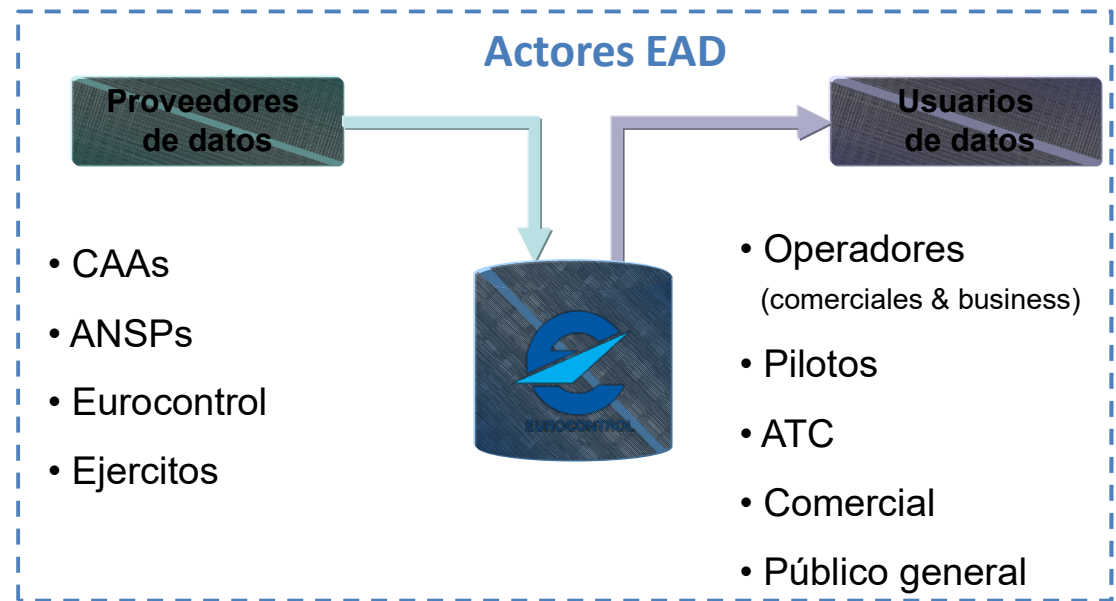 Actores EAD
Proveedores
de datos
Usuarios
de datos
• CAAs
• ANSPs
• Eurocontrol
• Ejercitos
EUROCONTROL
• Operadores
(comerciales & business)
• Pilotos
• ATC
• Comercial
• Público general